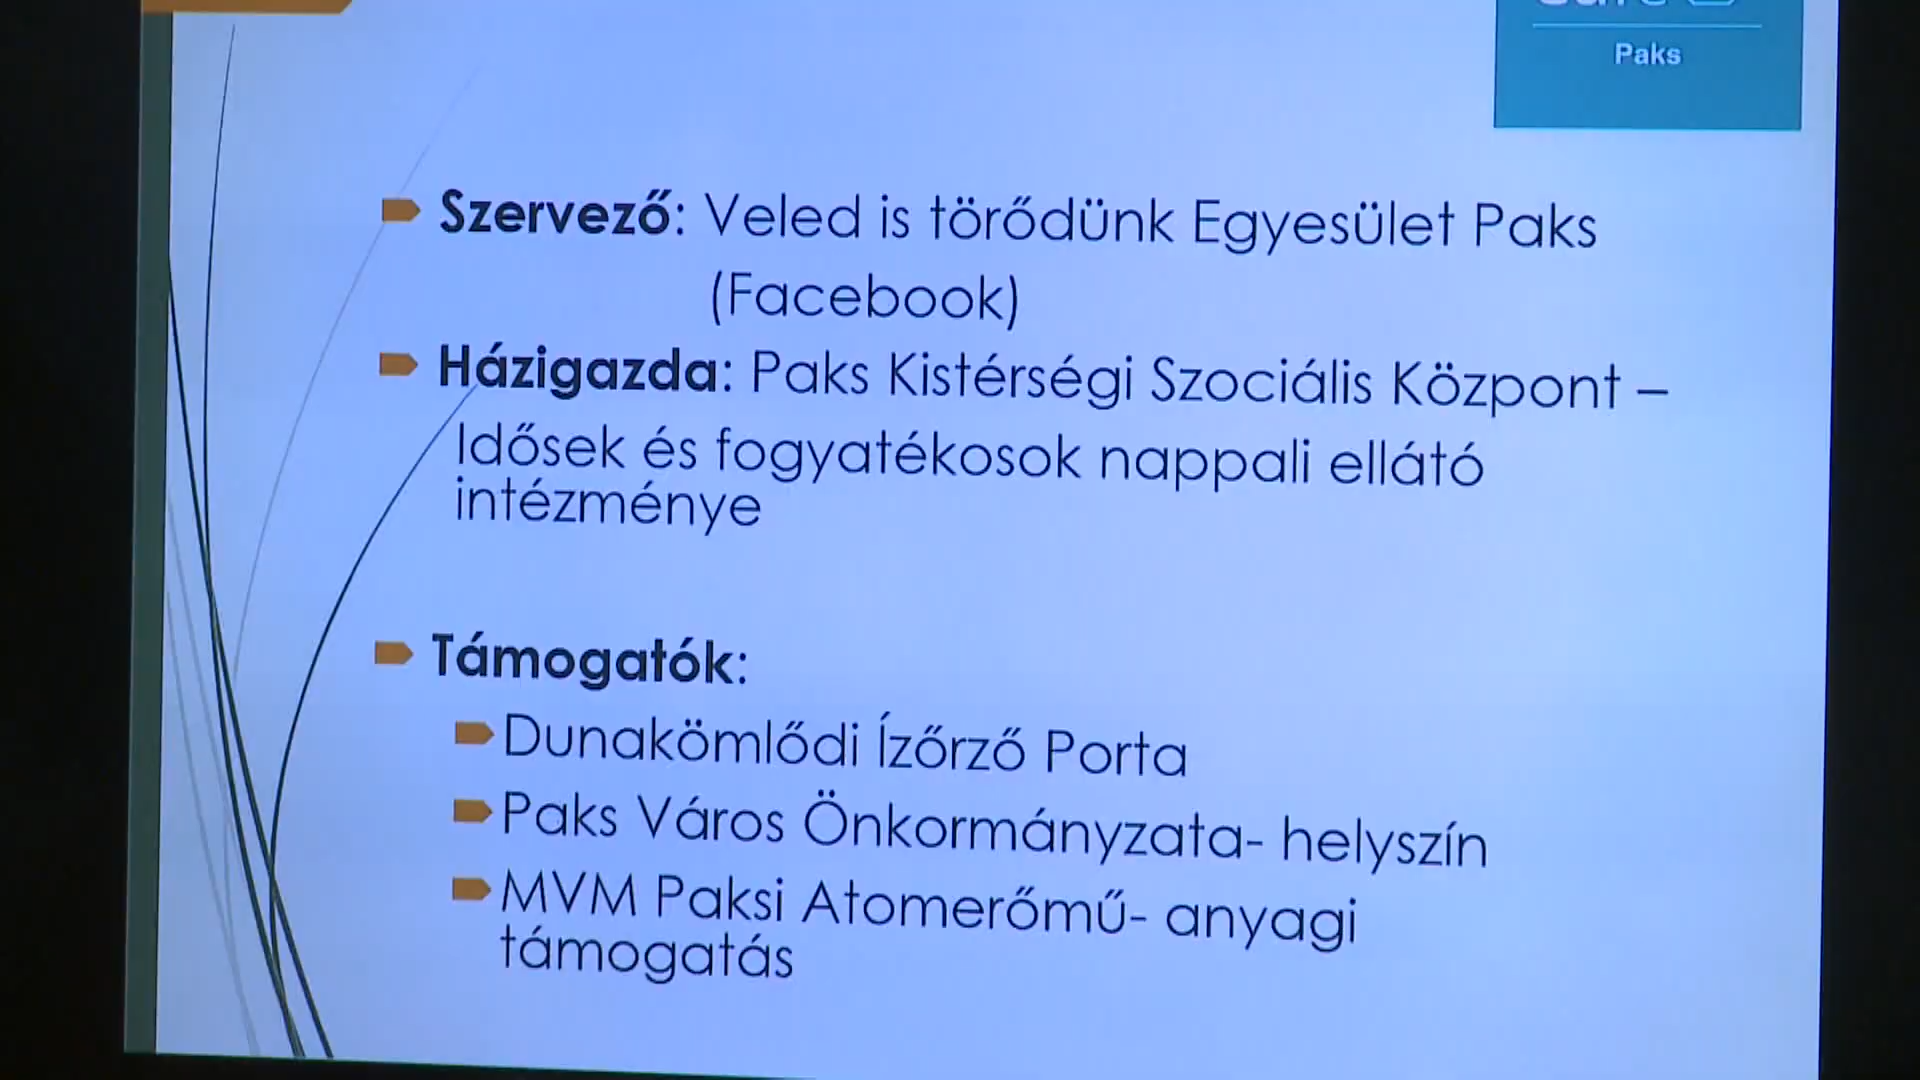 Paks
Szervező: Veled is törődünk Egyesület Paks
(Facebook)
Házigazda: Paks Kistérségi Szociális Központ –
Idősek és fogyatékosok nappali ellátó
intézménye
Támogatók:
Dunakömlődi Ízőrző Porta
Paks Város Önkormányzata- helyszín
MVM Paksi Atomerőmű- anyagi
támogatás